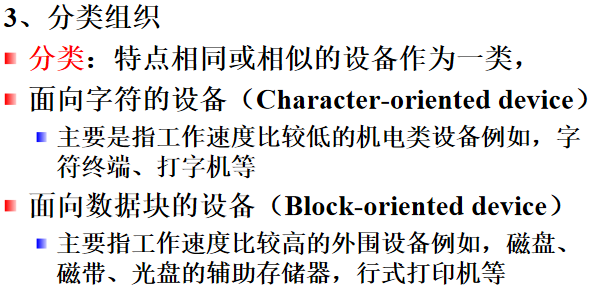 3、分类组织
分类：特点相同或相似的设备作为一类，
面向字符的设备（Character-oriented device）
主要是指工作速度比较低的机电类设备例如，字
符终端、打字机等
面向数据块的设备（Block-oriented device）
主要指工作速度比较高的外围设备例如，磁盘、
磁带、光盘的辅助存储器，行式打印机等